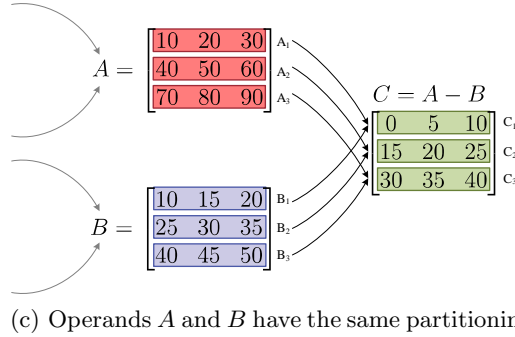 A =
10 20 30 A1
40 50 60 A2
70 80 90 A3
C = A − B
0 5 10 C1
15 20 25 C2
30 35 40 C3
B =
10 15 20 B1
25 30 35 B2
40 45 50 B3
(c) Operands A and B have the same partitionin